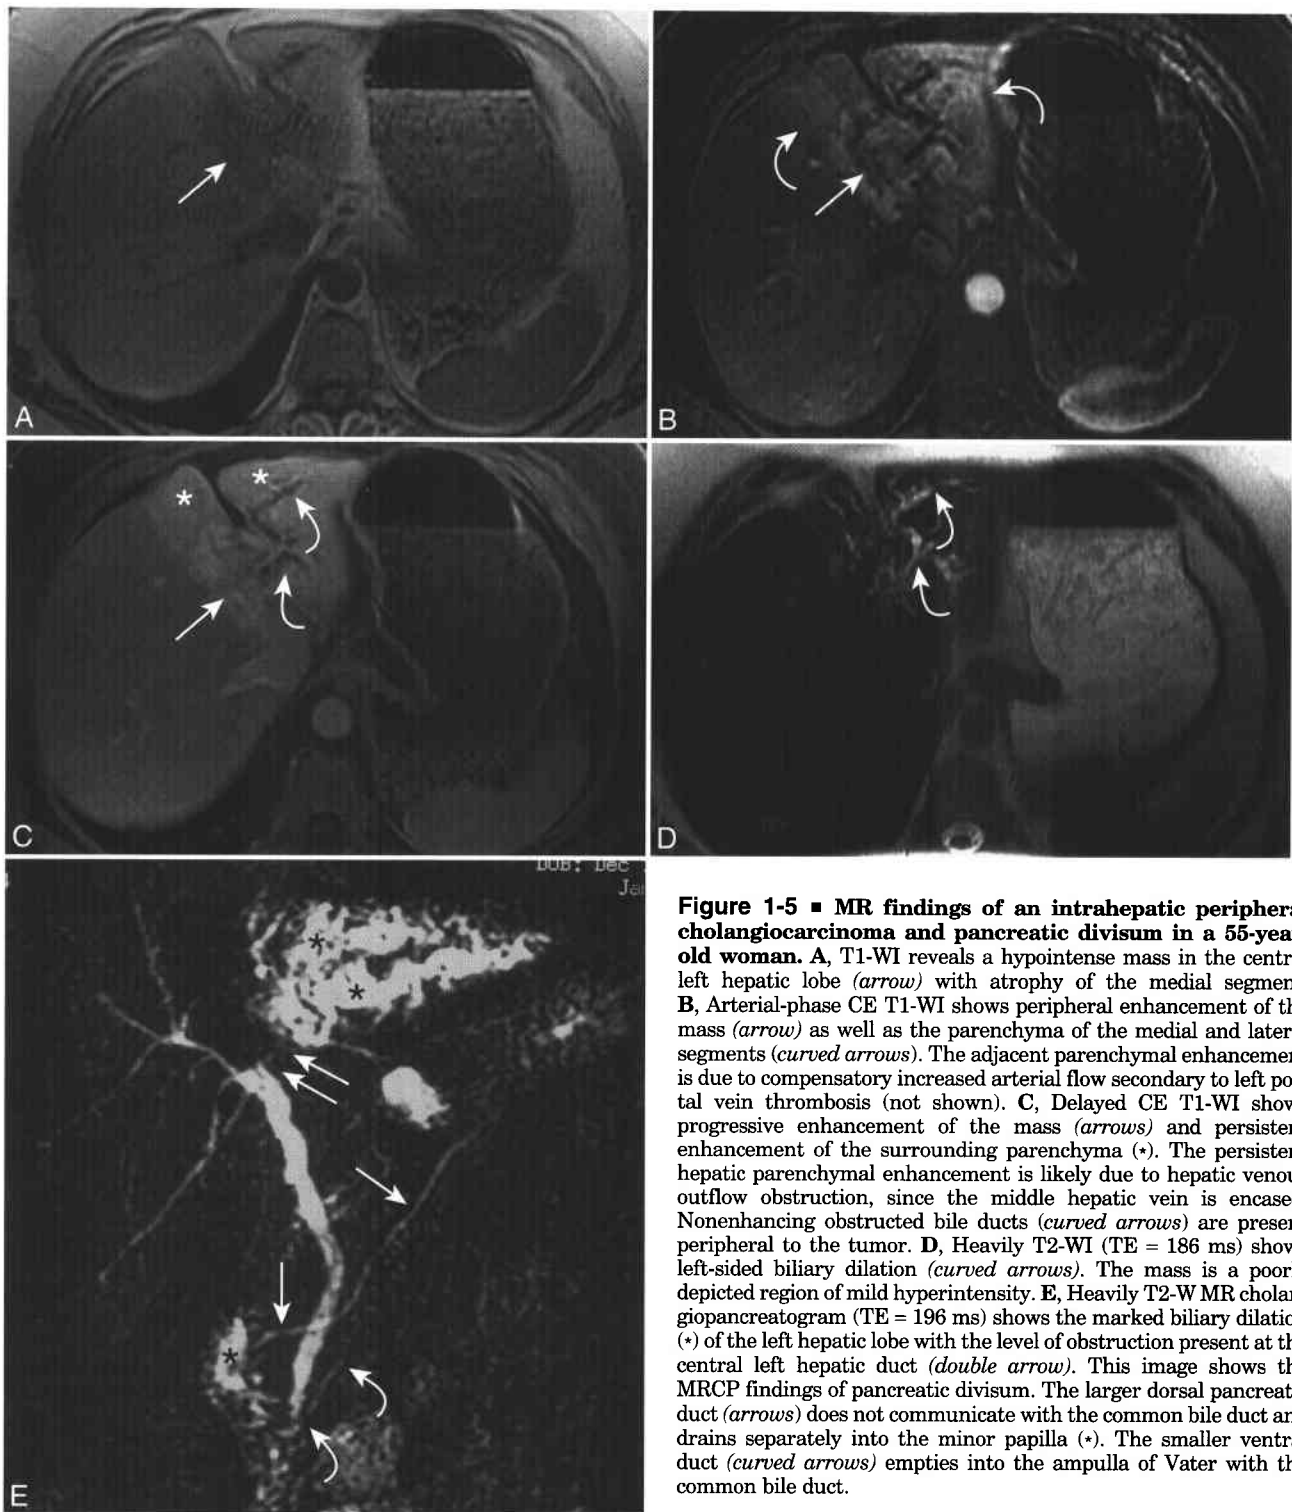 A
B
* *
C
D
DOB: Dec
Figure 1-5 ■ MR findings of an intrahepatic periphera
cholangiocarcinoma and pancreatic divisum in a 55-yea
old woman. A, T1-WI reveals a hypointense mass in the centr
left hepatic lobe (arrow) with atrophy of the medial segmen
B, Arterial-phase CE T1-WI shows peripheral enhancement of th
mass (arrow) as well as the parenchyma of the medial and later
segments (curved arrows). The adjacent parenchymal enhancemen
is due to compensatory increased arterial flow secondary to left po
tal vein thrombosis (not shown). C, Delayed CE T1-WI show
progressive enhancement of the mass (arrows) and persisten
enhancement of the surrounding parenchyma (*). The persisten
hepatic parenchymal enhancement is likely due to hepatic venou
outflow obstruction, since the middle hepatic vein is encase
Nonenhancing obstructed bile ducts (curved arrows) are presen
peripheral to the tumor. D, Heavily T2-WI (TE = 186 ms) show
left-sided biliary dilation (curved arrows). The mass is a poor
depicted region of mild hyperintensity. E, Heavily T2-W MR cholan
giopancreatogram (TE = 196 ms) shows the marked biliary dilatio
(*) of the left hepatic lobe with the level of obstruction present at th
central left hepatic duct (double arrow). This image shows th
MRCP findings of pancreatic divisum. The larger dorsal pancreat
duct (arrows) does not communicate with the common bile duct an
drains separately into the minor papilla (*). The smaller ventr
duct (curved arrows) empties into the ampulla of Vater with th
common bile duct.
E